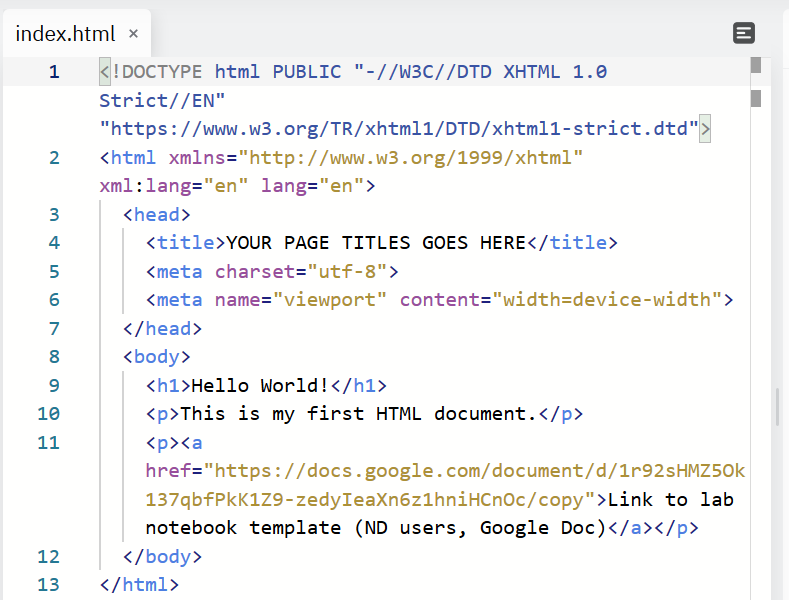 index.html ×
1 <!DOCTYPE html PUBLIC "-//W3C//DTD XHTML 1.0
Strict//EN"
"https://www.w3.org/TR/xhtml1/DTD/xhtml1-strict.dtd">
2 <html xmlns="http://www.w3.org/1999/xhtml"
xml:lang="en" lang="en">
3 <head>
4 <title>YOUR PAGE TITLES GOES HERE</title>
5 <meta charset="utf-8">
6 <meta name="viewport" content="width=device-width">
7 </head>
8 <body>
9 <h1>Hello World!</h1>
10 <p>This is my first HTML document.</p>
11 <p><a
href="https://docs.google.com/document/d/1r92sHMZ5Ok
137qbfPkK1Z9-zedyIeaXn6z1hniHCnOc/copy">Link to lab
notebook template (ND users, Google Doc)</a></p>
12 </body>
13 </html>